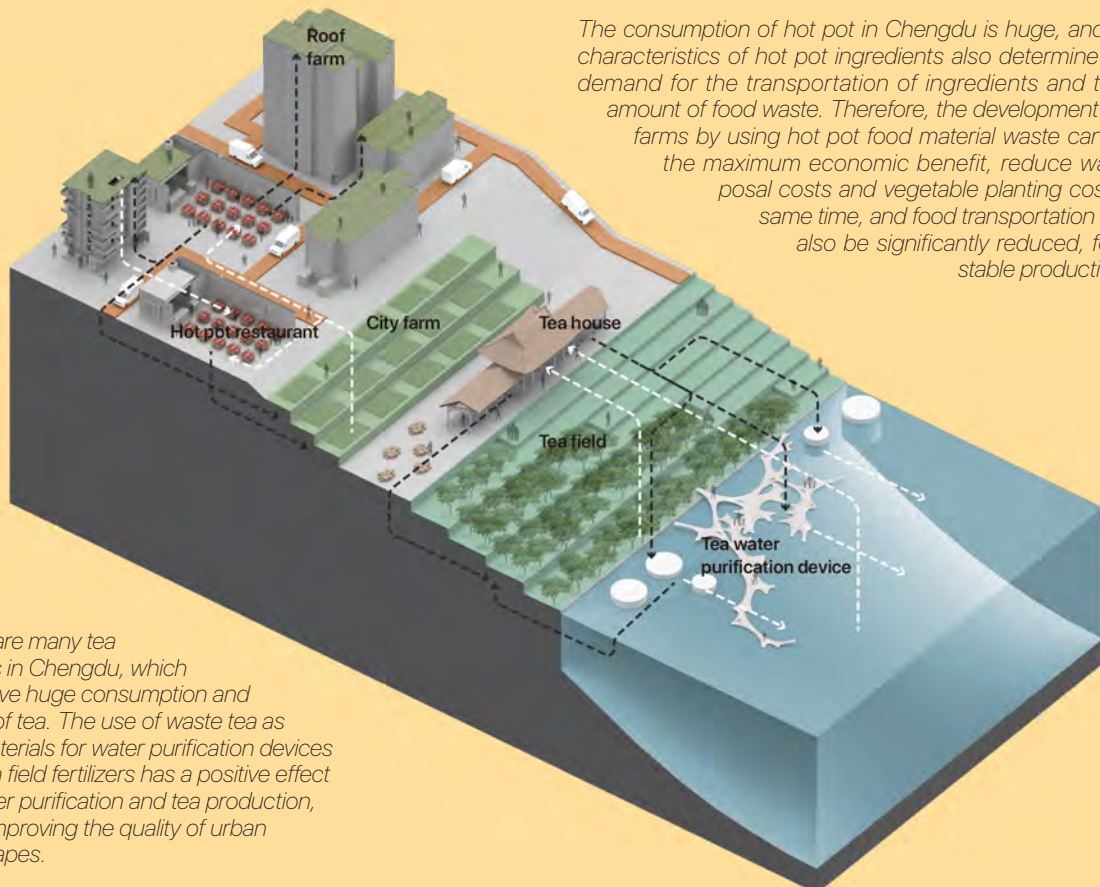 The consumption of hot pot in Chengdu is huge, and
characteristics of hot pot ingredients also determine
demand for the transportation of ingredients and t
amount of food waste. Therefore, the development
farms by using hot pot food material waste can
the maximum economic benefit, reduce wa
posal costs and vegetable planting cos
same time, and food transportation
also be significantly reduced, fo
stable producti
Roof
farm
Hot pot restaurant
City farm
Tea house
Tea field
Tea water
purification device
are many tea
s in Chengdu, which
ve huge consumption and
of tea. The use of waste tea as
terials for water purification devices
a field fertilizers has a positive effect
er purification and tea production,
mproving the quality of urban
apes.